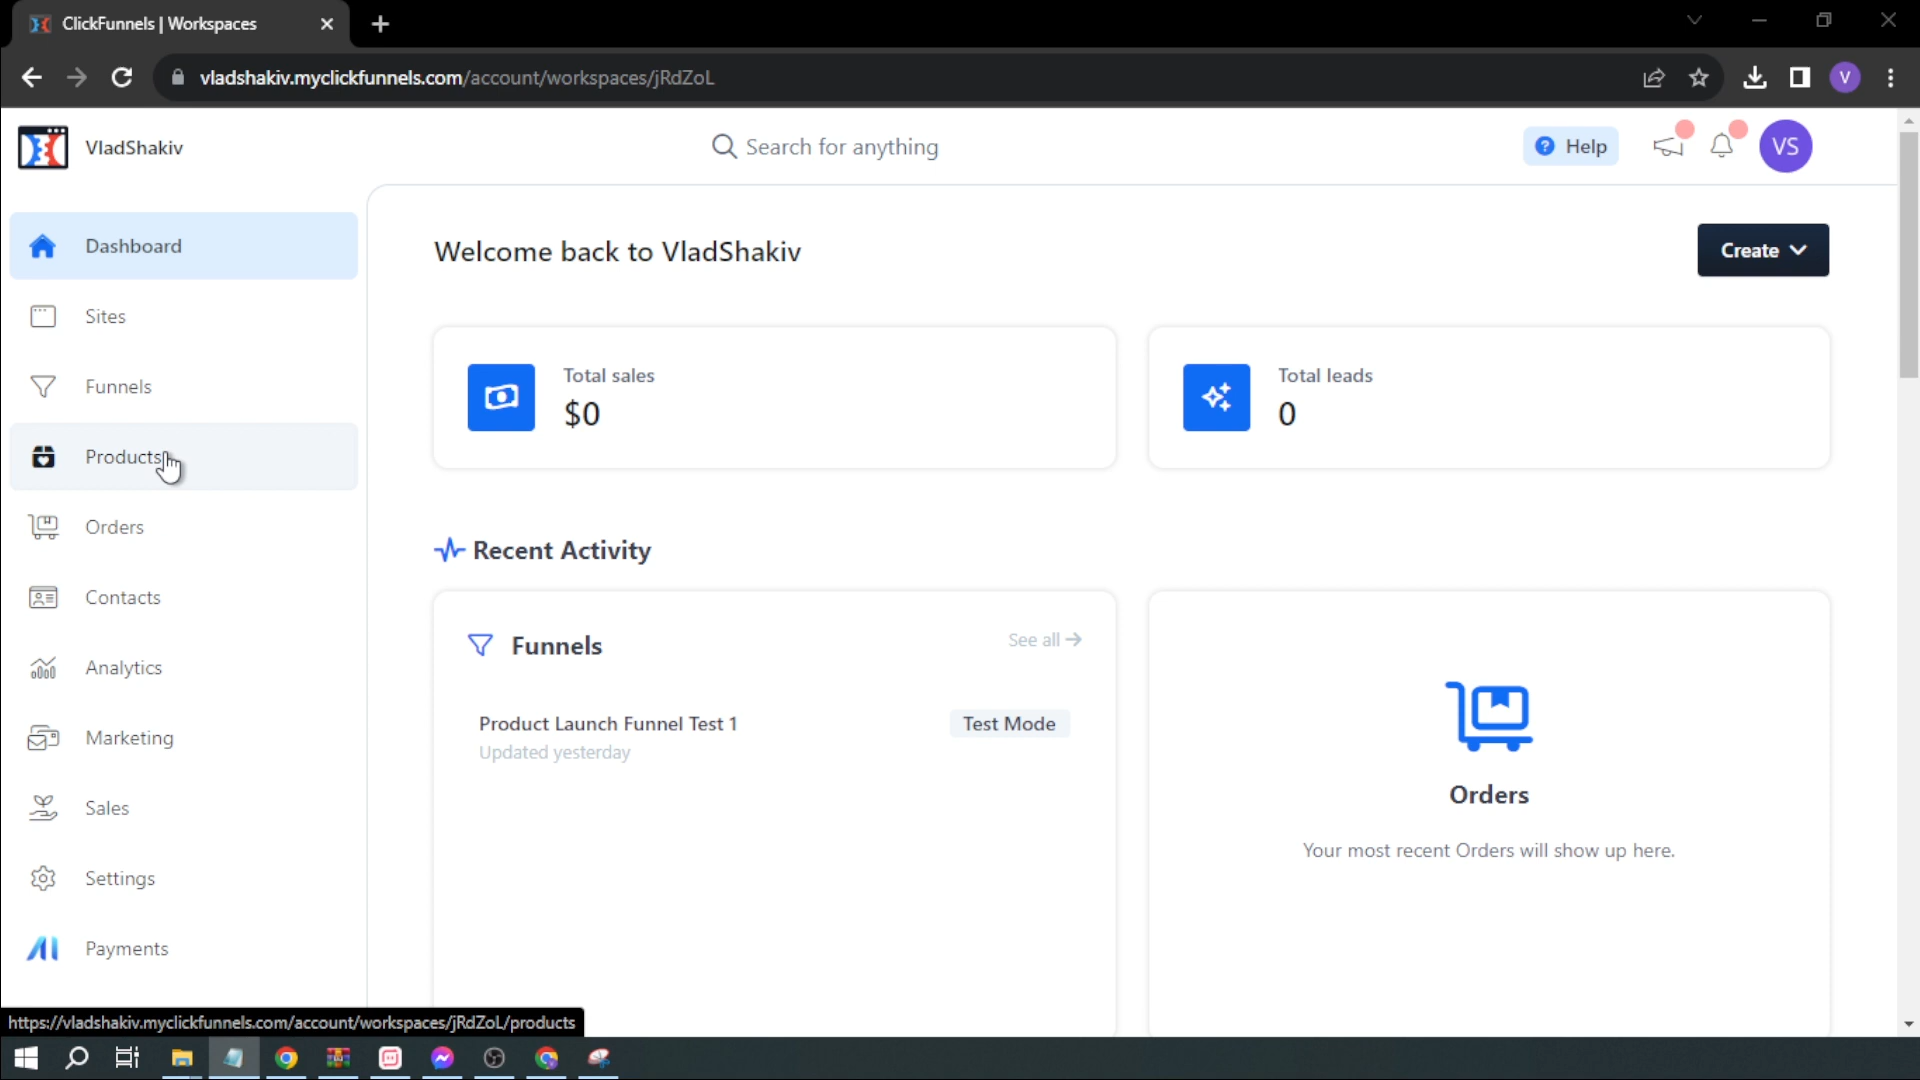 ClickFunnels | Workspaces
vladshakiv.myclickfunnels.com/account/workspaces/jRdZoL
V
VladShakiv
Search for anything
? Help
VS
Dashboard
Sites
Funnels
Products
Orders
Contacts
Analytics
Marketing
Sales
Settings
Payments
Welcome back to VladShakiv
Create
Total sales
$0
Total leads
0
Recent Activity
Funnels
See all
Product Launch Funnel Test 1
Test Mode
Updated yesterday
Orders
Your most recent Orders will show up here.
https://vladshakiv.myclickfunnels.com/account/workspaces/jRdZoL/products